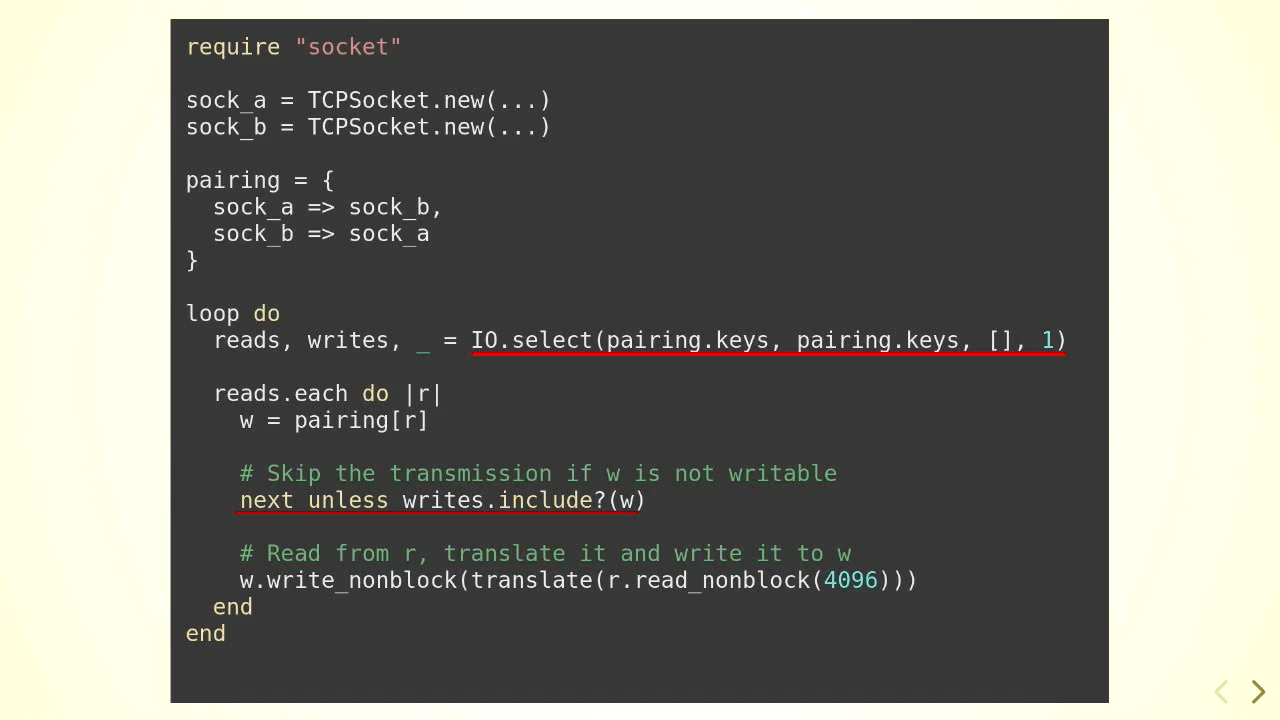 require "socket"

sock_a = TCPSocket.new(...)
sock_b = TCPSocket.new(...)

pairing = {
  sock_a => sock_b,
  sock_b => sock_a
}

loop do
  reads, writes, _ = IO.select(pairing.keys, pairing.keys, [], 1)

  reads.each do |r|
    w = pairing[r]

    # Skip the transmission if w is not writable
    next unless writes.include?(w)

    # Read from r, translate it and write it to w
    w.write_nonblock(translate(r.read_nonblock(4096)))
  end
end